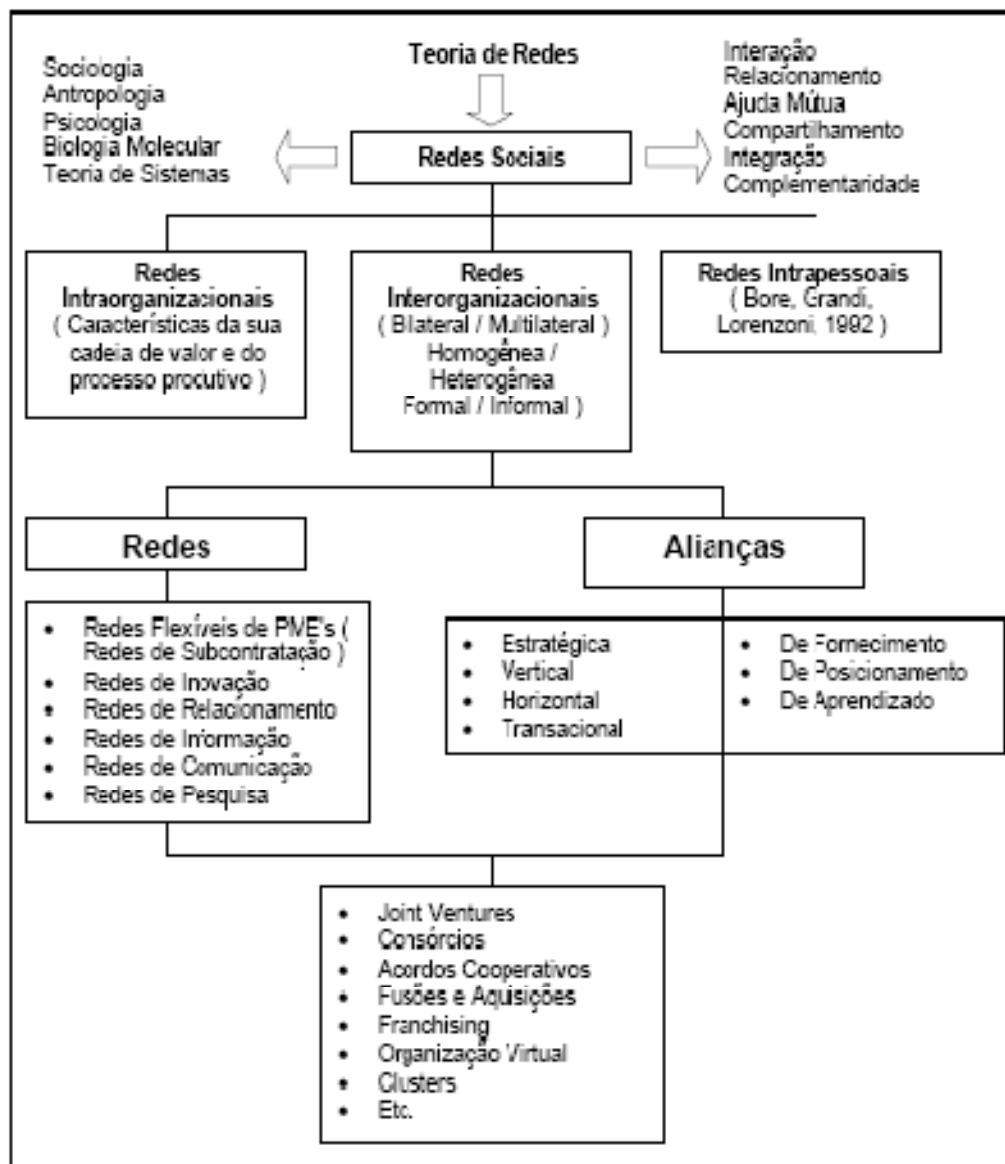 Teoria de Redes
Sociologia
Antropologia
Psicologia
Biologia Molecular
Teoria de Sistemas
Redes Sociais
Interação
Relacionamento
Ajuda Mútua
Compartilhamento
Integração
Complementaridade
Redes
Intraorganizacionais
( Características da sua
cadeia de valor e do
processo produtivo )
Redes
Interorganizacionais
( Bilateral / Multilateral )
Homogênea /
Heterogênea
Formal / Informal )
Redes Intrapessoais
( Bore, Grandi,
Lorenzoni, 1992 )
Redes
Alianças
• Redes Flexíveis de PME's (
Redes de Subcontratação )
• Redes de Inovação
• Redes de Relacionamento
• Redes de Informação
• Redes de Comunicação
• Redes de Pesquisa
• Estratégica
• Vertical
• Horizontal
• Transacional
• De Fornecimento
• De Posicionamento
• De Aprendizado
• Joint Ventures
• Consórcios
• Acordos Cooperativos
• Fusões e Aquisições
• Franchising
• Organização Virtual
• Clusters
• Etc.